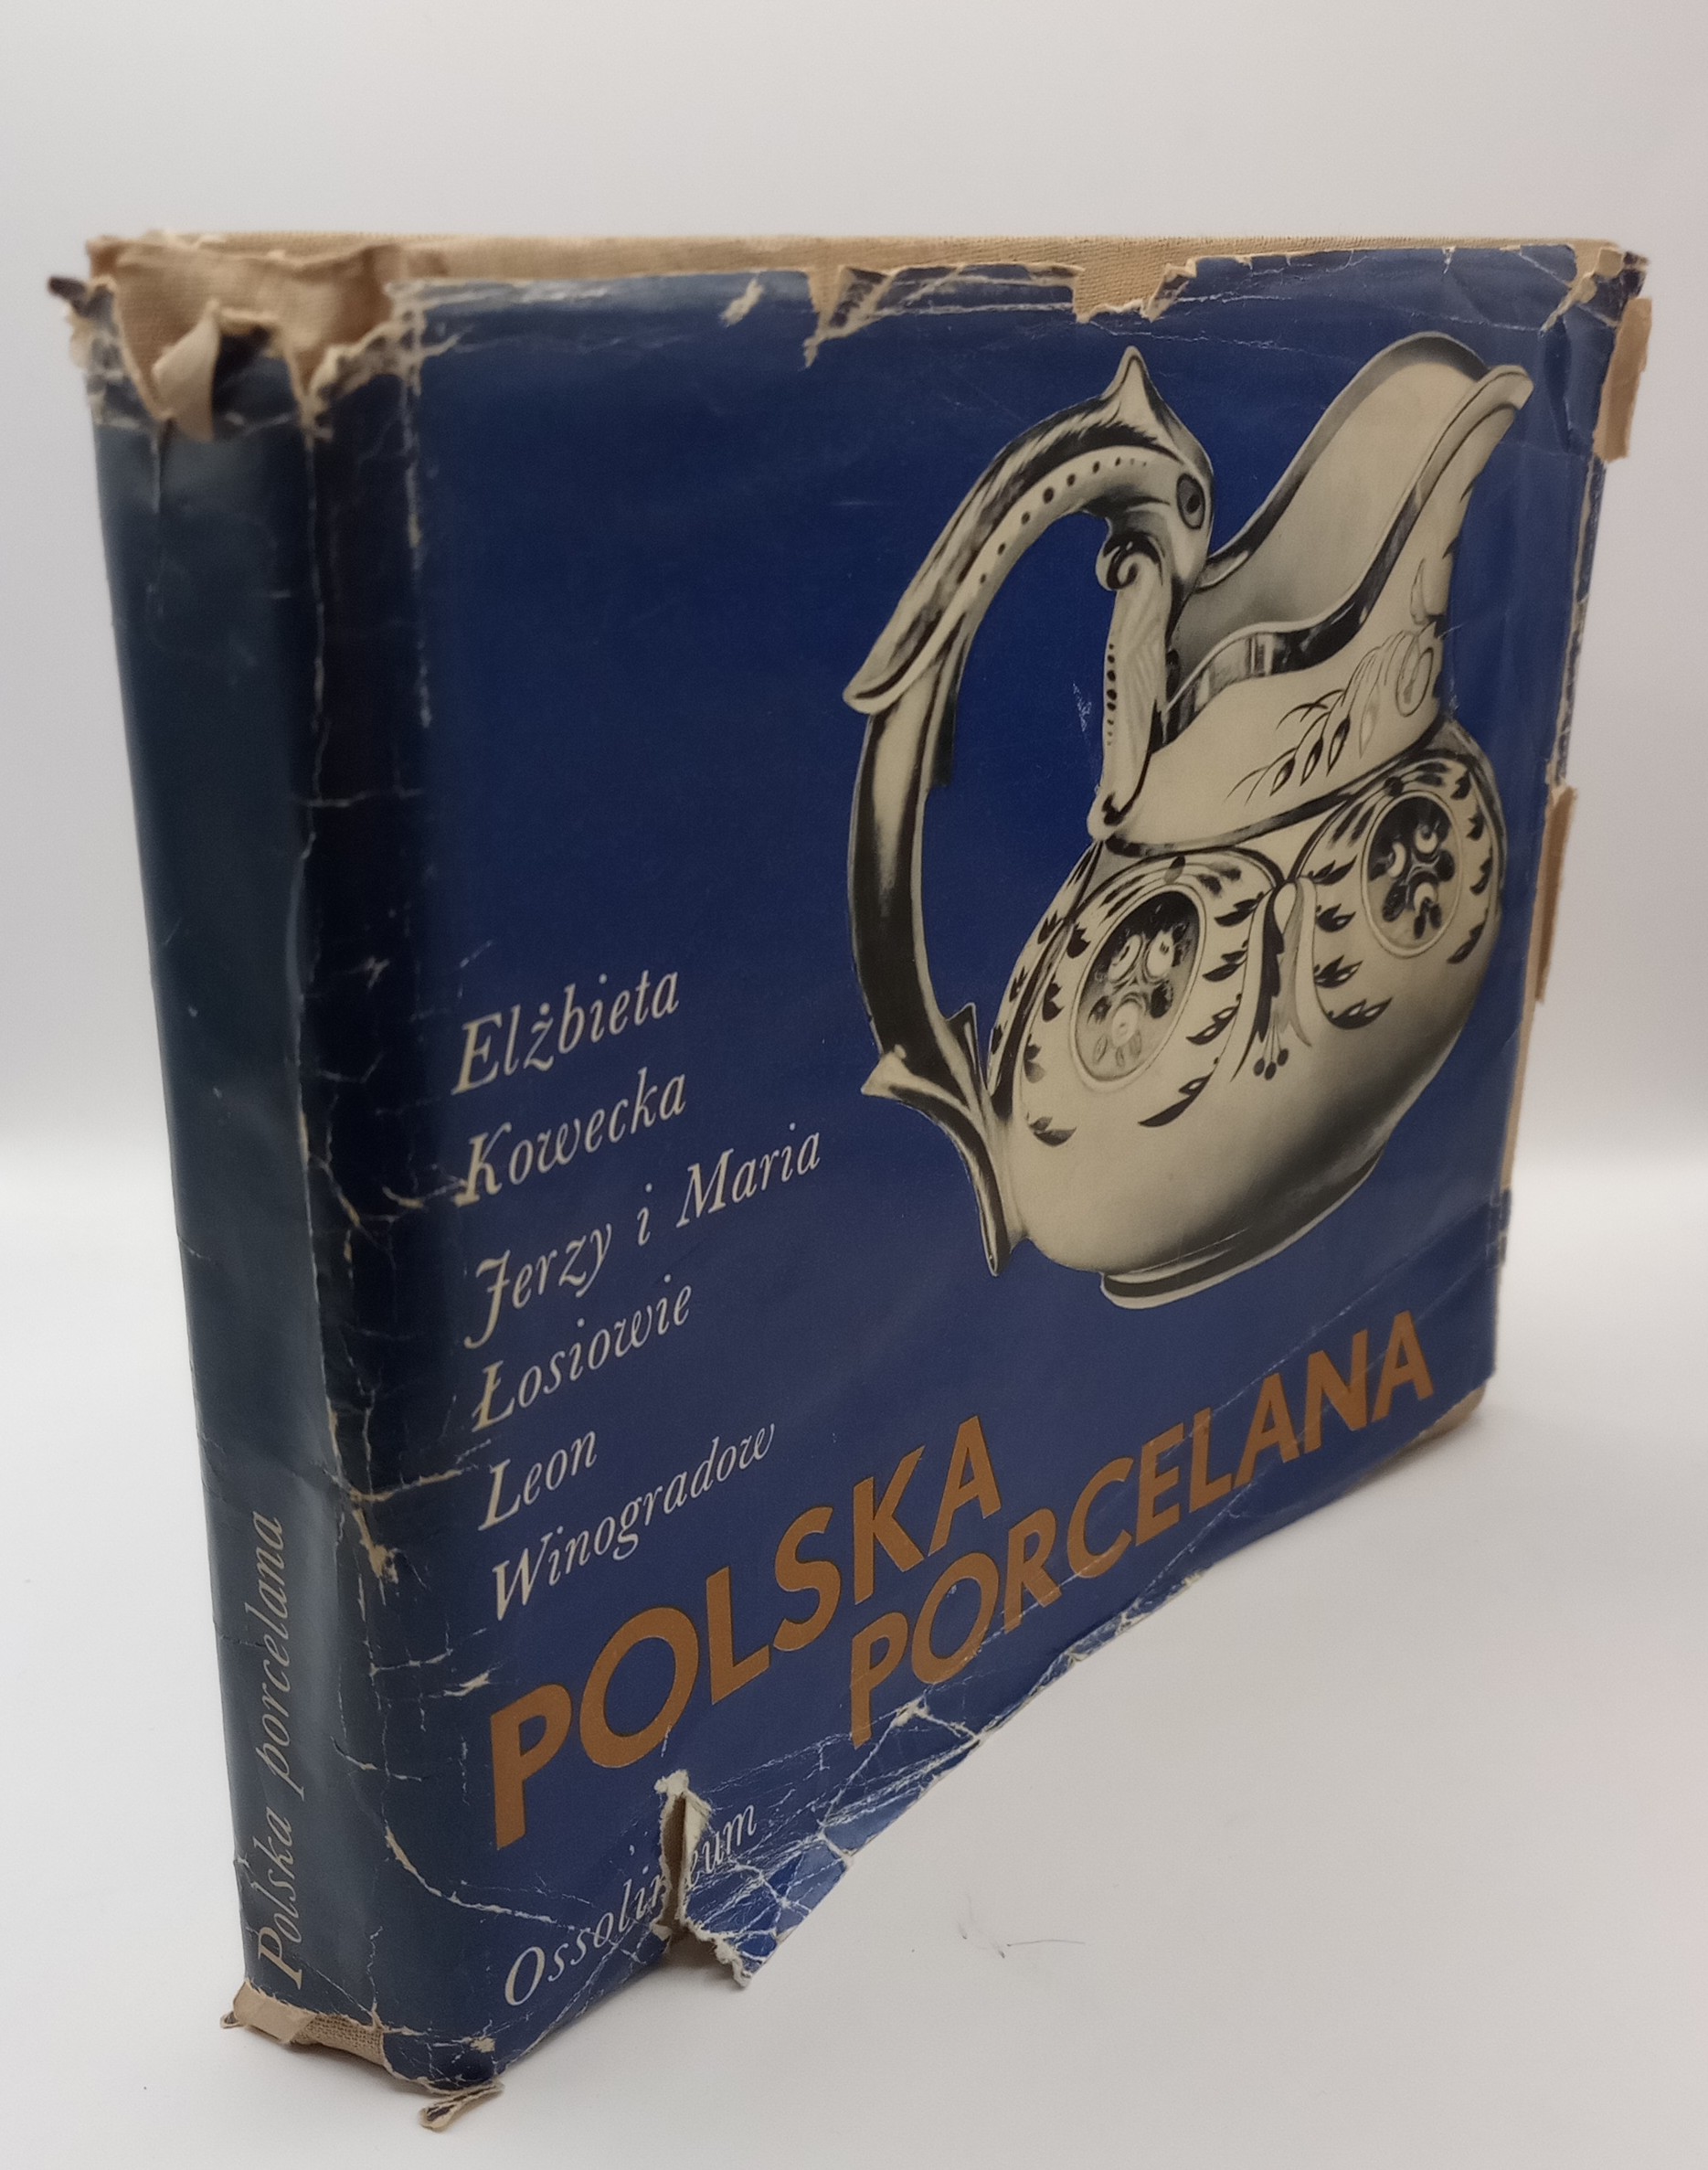 Elżbieta
Kowecka
Jerzy i Maria
Łosiowie
Leon
Winogradow
POLSKA
PORCELANA
Ossolineum
Polska porcelana